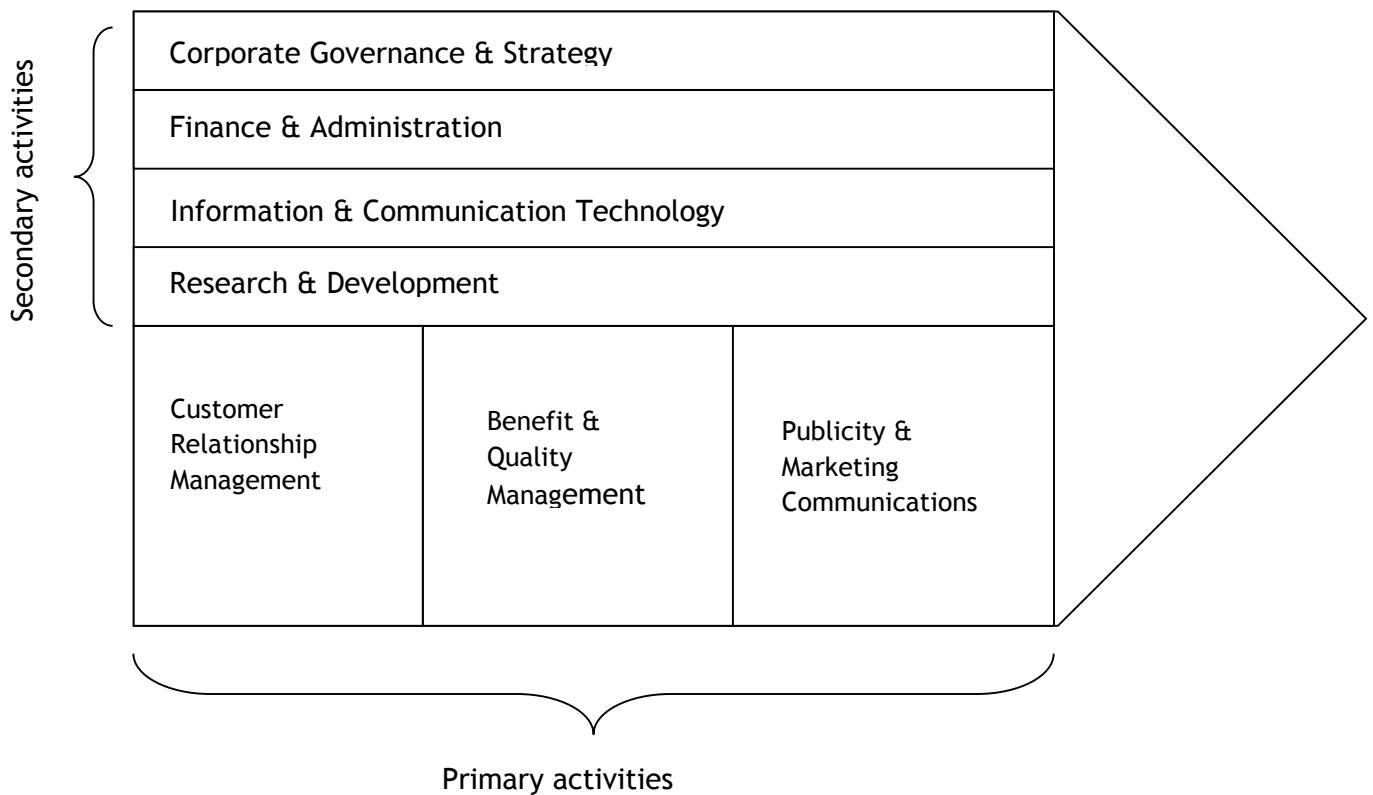 Secondary activities
Corporate Governance & Strategy
Finance & Administration
Information & Communication Technology
Research & Development
Customer
Relationship
Management
Benefit &
Quality
Management
Publicity &
Marketing
Communications
Primary activities